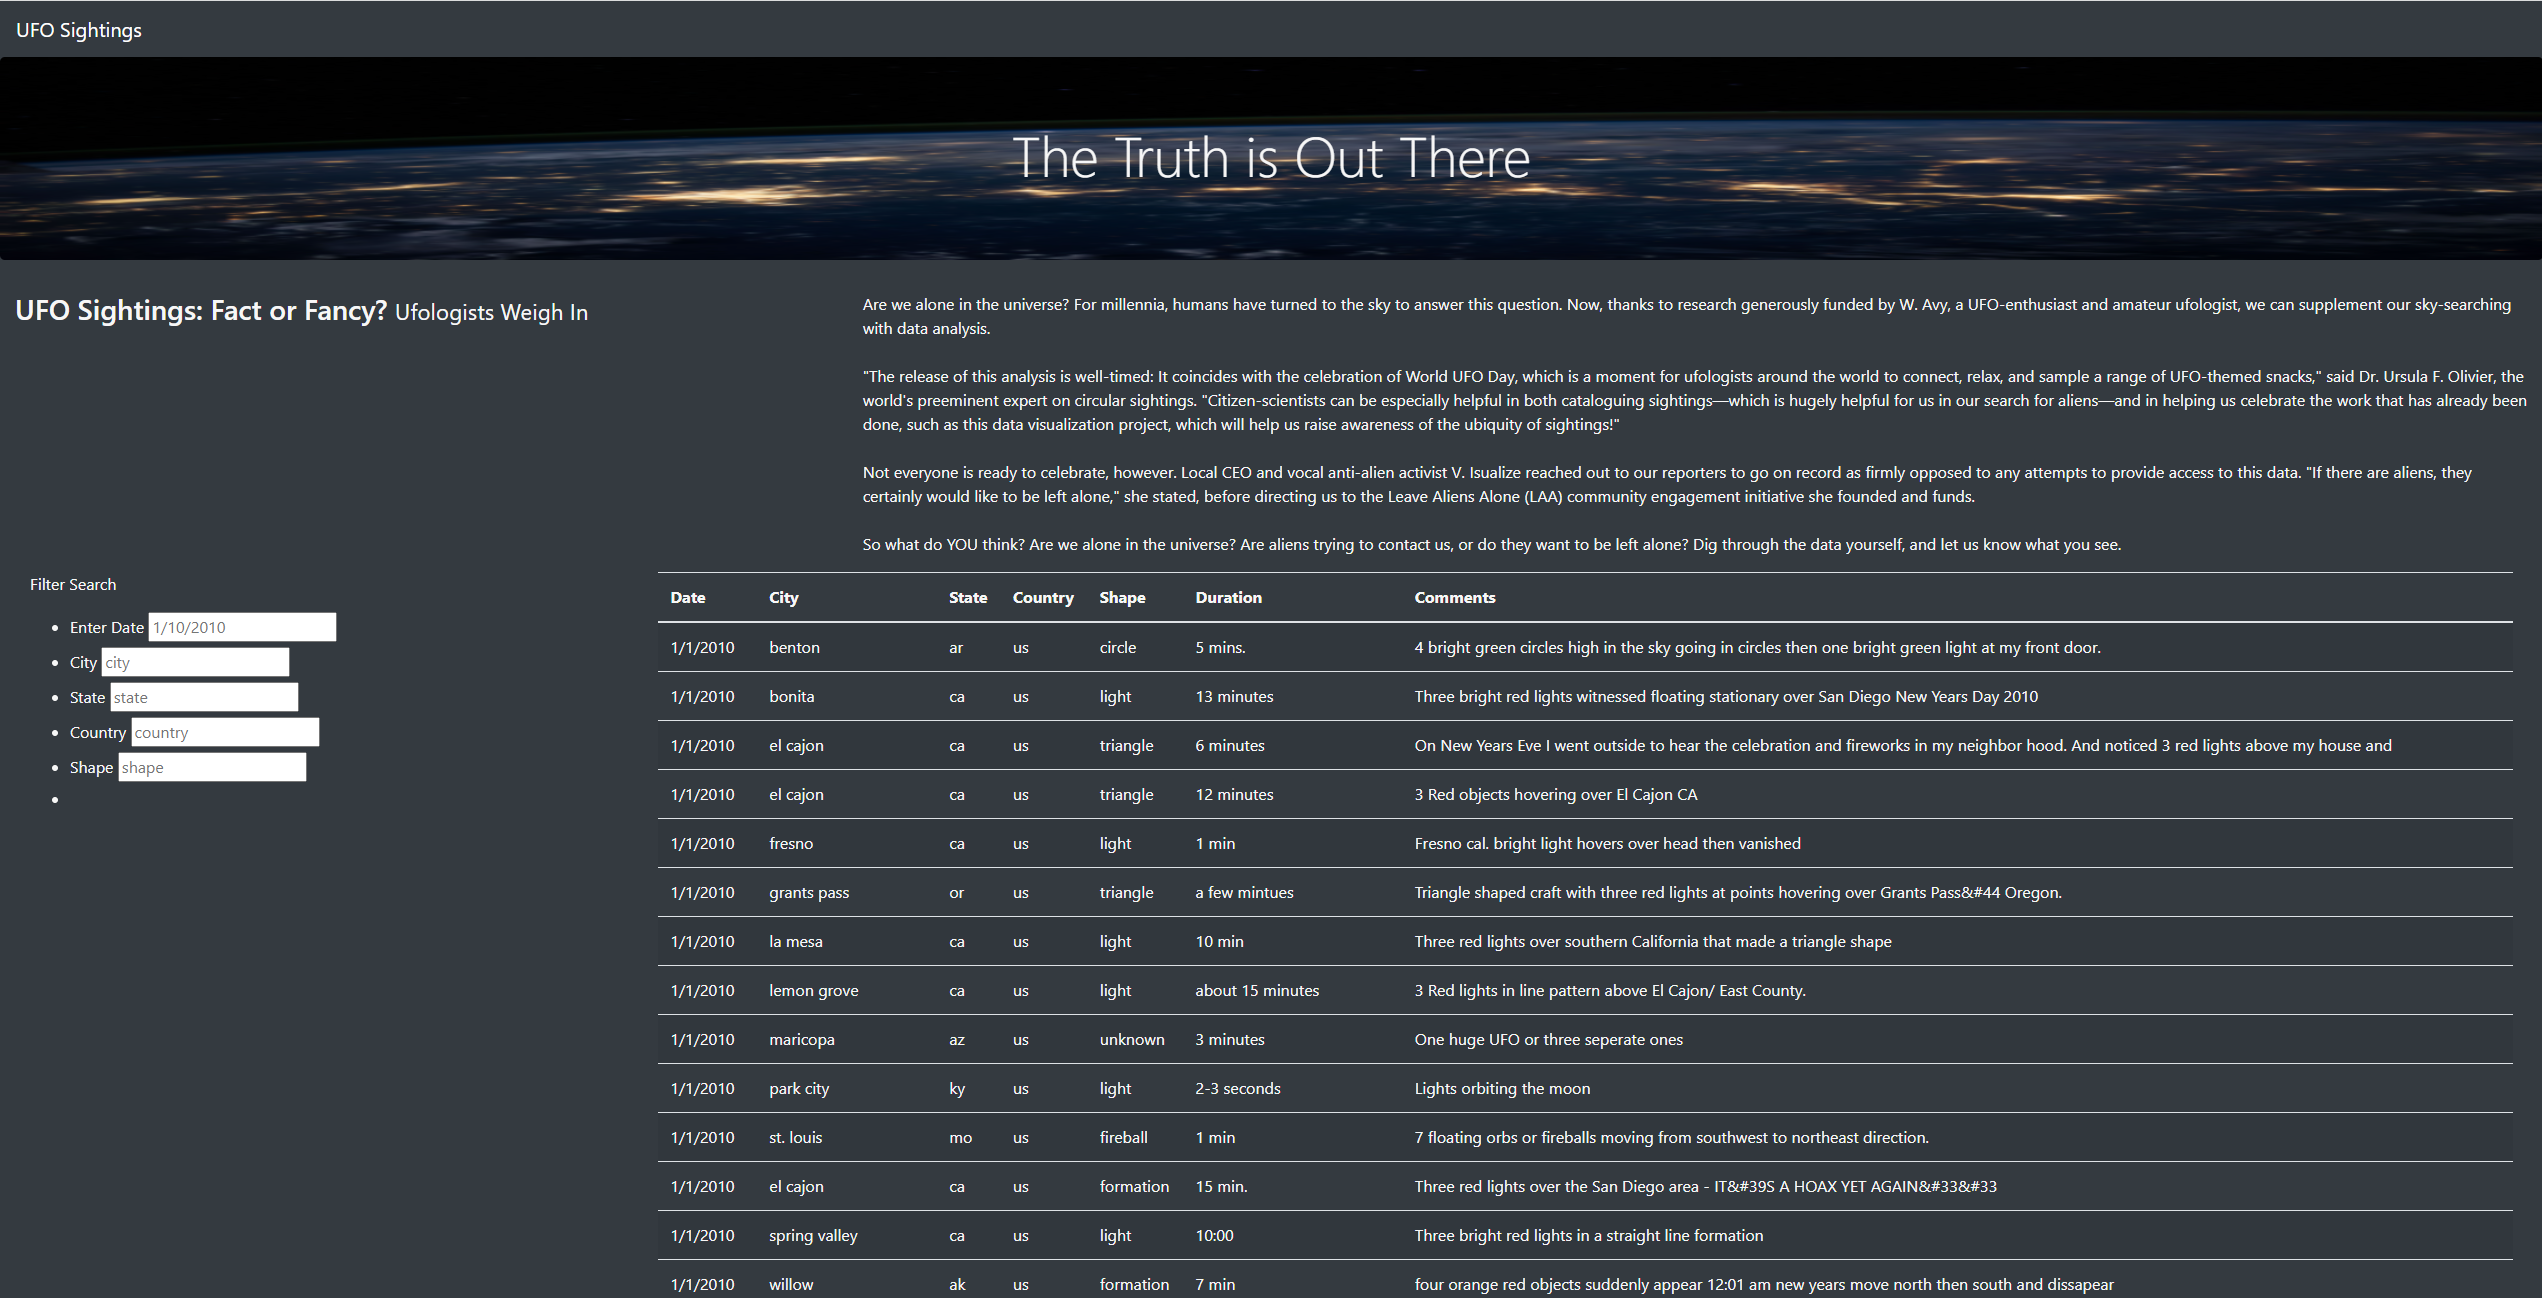 UFO Sightings
The Truth is Out There
UFO Sightings: Fact or Fancy? Ufologists Weigh In
Are we alone in the universe? For millennia, humans have turned to the sky to answer this question. Now, thanks to research generously funded by W. Avy, a UFO-enthusiast and amateur ufologist, we can supplement our sky-searching
with data analysis.
"The release of this analysis is well-timed: It coincides with the celebration of World UFO Day, which is a moment for ufologists around the world to connect, relax, and sample a range of UFO-themed snacks," said Dr. Ursula F. Olivier, the
world's preeminent expert on circular sightings. "Citizen-scientists can be especially helpful in both cataloguing sightings—which is hugely helpful for us in our search for aliens—and in helping us celebrate the work that has already been
done, such as this data visualization project, which will help us raise awareness of the ubiquity of sightings!"
Not everyone is ready to celebrate, however. Local CEO and vocal anti-alien activist V. Isualize reached out to our reporters to go on record as firmly opposed to any attempts to provide access to this data. "If there are aliens, they
certainly would like to be left alone," she stated, before directing us to the Leave Aliens Alone (LAA) community engagement initiative she founded and funds.
So what do YOU think? Are we alone in the universe? Are aliens trying to contact us, or do they want to be left alone? Dig through the data yourself, and let us know what you see.
Filter Search
Enter Date 1/10/2010
City city
State state
Country country
Shape shape
Date City State Country Shape Duration Comments
1/1/2010 benton ar us circle 5 mins. 4 bright green circles high in the sky going in circles then one bright green light at my front door.
1/1/2010 bonita ca us light 13 minutes Three bright red lights witnessed floating stationary over San Diego New Years Day 2010
1/1/2010 el cajon ca us triangle 6 minutes On New Years Eve I went outside to hear the celebration and fireworks in my neighbor hood. And noticed 3 red lights above my house and
1/1/2010 el cajon ca us triangle 12 minutes 3 Red objects hovering over El Cajon CA
1/1/2010 fresno ca us light 1 min Fresno cal. bright light hovers over head then vanished
1/1/2010 grants pass or us triangle a few mintues Triangle shaped craft with three red lights at points hovering over Grants Pass&#44 Oregon.
1/1/2010 la mesa ca us light 10 min Three red lights over southern California that made a triangle shape
1/1/2010 lemon grove ca us light about 15 minutes 3 Red lights in line pattern above El Cajon/ East County.
1/1/2010 maricopa az us unknown 3 minutes One huge UFO or three seperate ones
1/1/2010 park city ky us light 2-3 seconds Lights orbiting the moon
1/1/2010 st. louis mo us fireball 1 min 7 floating orbs or fireballs moving from southwest to northeast direction.
1/1/2010 el cajon ca us formation 15 min. Three red lights over the San Diego area - IT&#39S A HOAX YET AGAIN&#33&#33
1/1/2010 spring valley ca us light 10:00 Three bright red lights in a straight line formation
1/1/2010 willow ak us formation 7 min four orange red objects suddenly appear 12:01 am new years move north then south and dissapear